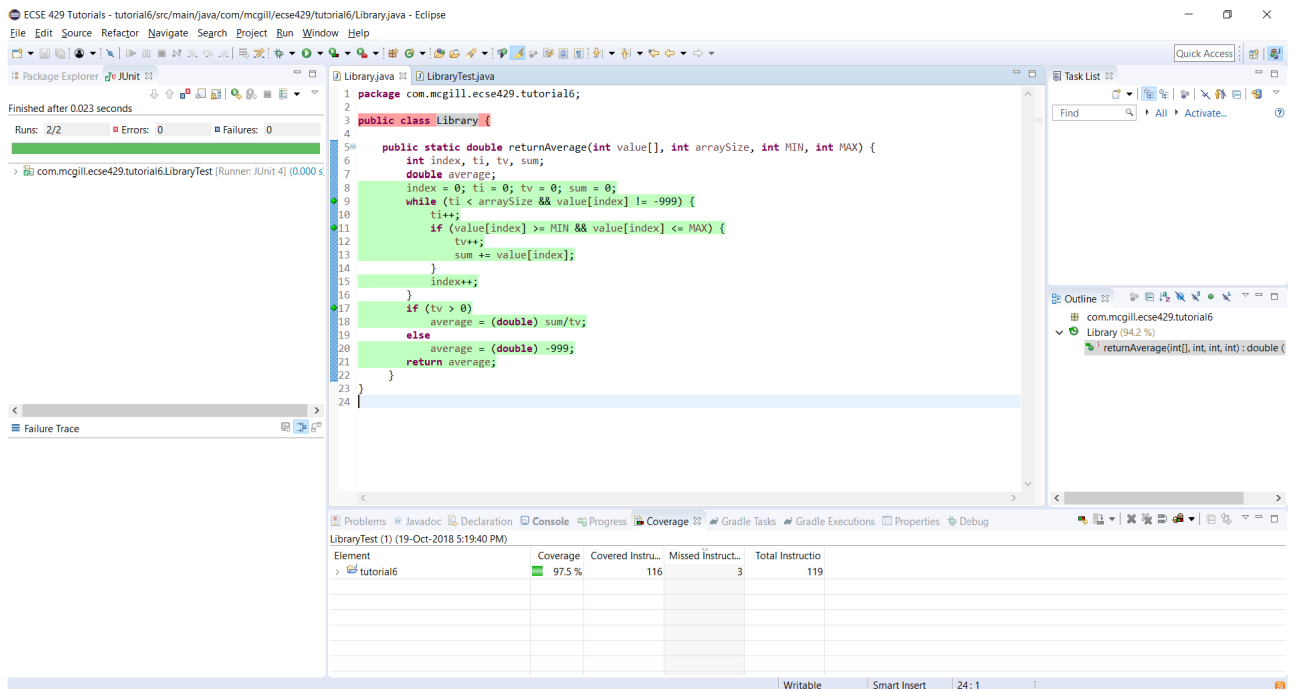 ECSE 429 Tutorials - tutorial6/src/main/java/com/mcgill/ecse429/tutorial6/Library.java - Eclipse
File Edit Source Refactor Navigate Search Project Run Window Help
Quick Access
Package Explorer JUnit
Finished after 0.023 seconds
Runs: 2/2 Errors: 0 Failures: 0
com.mcgill.ecse429.tutorial6.LibraryTest [Runner: JUnit 4] (0.000 s
Failure Trace
Library.java LibraryTest.java
1 package com.mcgill.ecse429.tutorial6;
2
3 public class Library {
4
5 public static double returnAverage(int value[], int arraySize, int MIN, int MAX) {
6 int index, ti, tv, sum;
7 double average;
8 index = 0; ti = 0; tv = 0; sum = 0;
9 while (ti < arraySize && value[index] != -999) {
10 ti++;
11 if (value[index] >= MIN && value[index] <= MAX) {
12 tv++;
13 sum += value[index];
14 }
15 index++;
16 }
17 if (tv > 0)
18 average = (double) sum/tv;
19 else
20 average = (double) -999;
21 return average;
22 }
23 }
24
Task List
Find All Activate...
Outline
com.mcgill.ecse429.tutorial6
Library (94.2 %)
returnAverage(int[], int, int, int) : double (
Problems Javadoc Declaration Console Progress Coverage Gradle Tasks Gradle Executions Properties Debug
LibraryTest (1) (19-Oct-2018 5:19:40 PM)
Element Coverage Covered Instru... Missed Instruct... Total Instructio
tutorial6 97.5 % 116 3 119
Writable Smart Insert 24 : 1